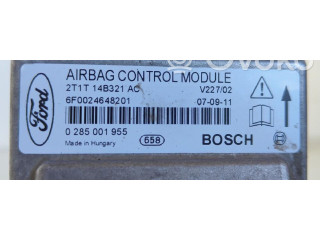 AIRBAG CONTROL MODULE
Ford
2T1T 14B321 AC V227/02
6F0024648201 07-09-11
0 285 001 955
Made in Hungary 658 BOSCH